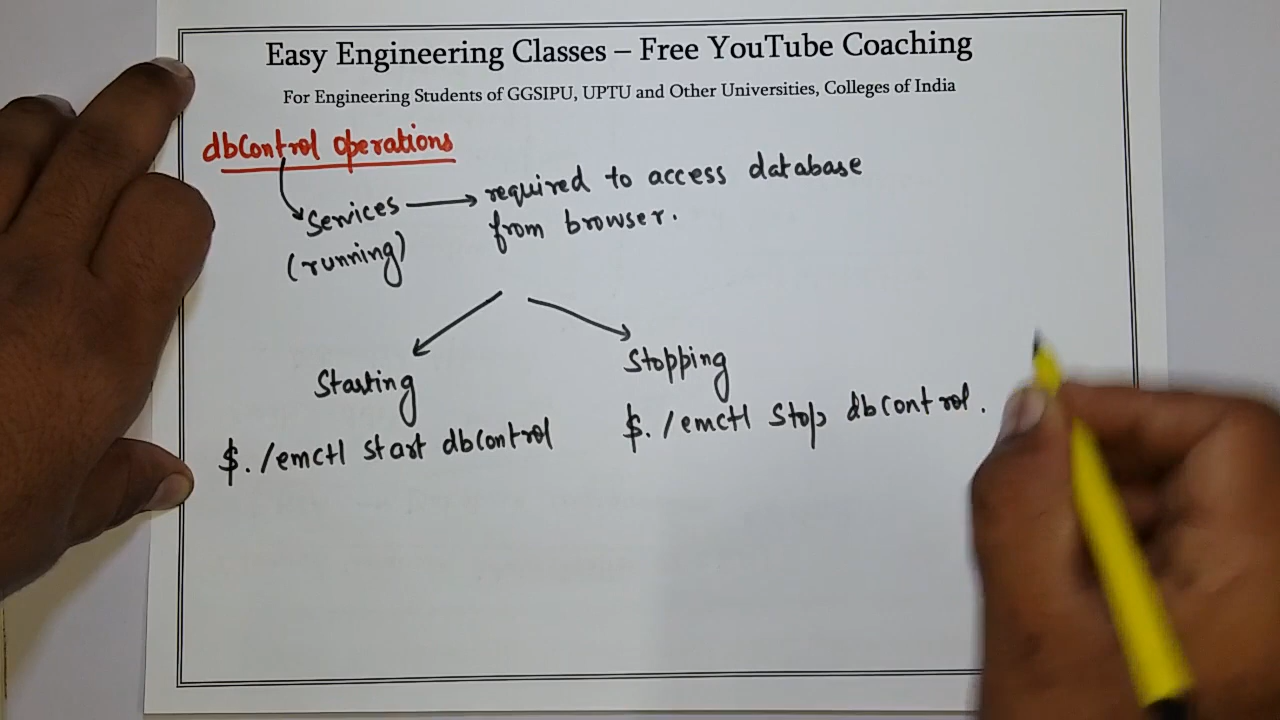 Easy Engineering Classes – Free YouTube Coaching
For Engineering Students of GGSIPU, UPTU and Other Universities, Colleges of India
dbControl operations
Services
(running)
required to access database
from browser.
Starting
$. /emctl start dbControl
Stopping
$. /emctl stop dbControl.